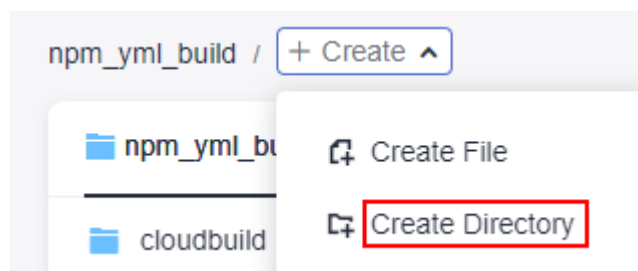 npm_yml_build / + Create
npm_yml_bu
Create File
cloudbuild
Create Directory